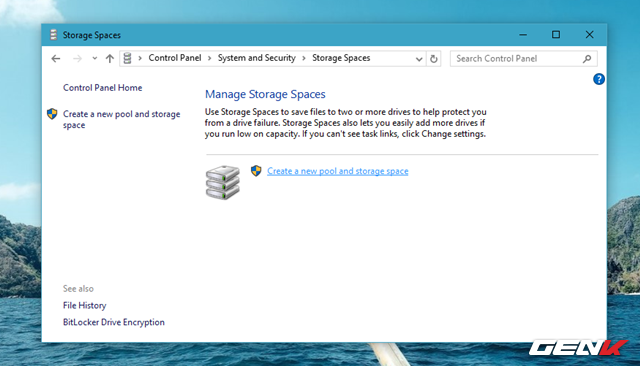 Storage Spaces
Control Panel > System and Security > Storage Spaces
Search Control Panel
Control Panel Home
Create a new pool and storage
space
Manage Storage Spaces
Use Storage Spaces to save files to two or more drives to help protect you
from a drive failure. Storage Spaces also lets you easily add more drives if
you run low on capacity. If you can't see task links, click Change settings.
Create a new pool and storage space
See also
File History
BitLocker Drive Encryption
GENK